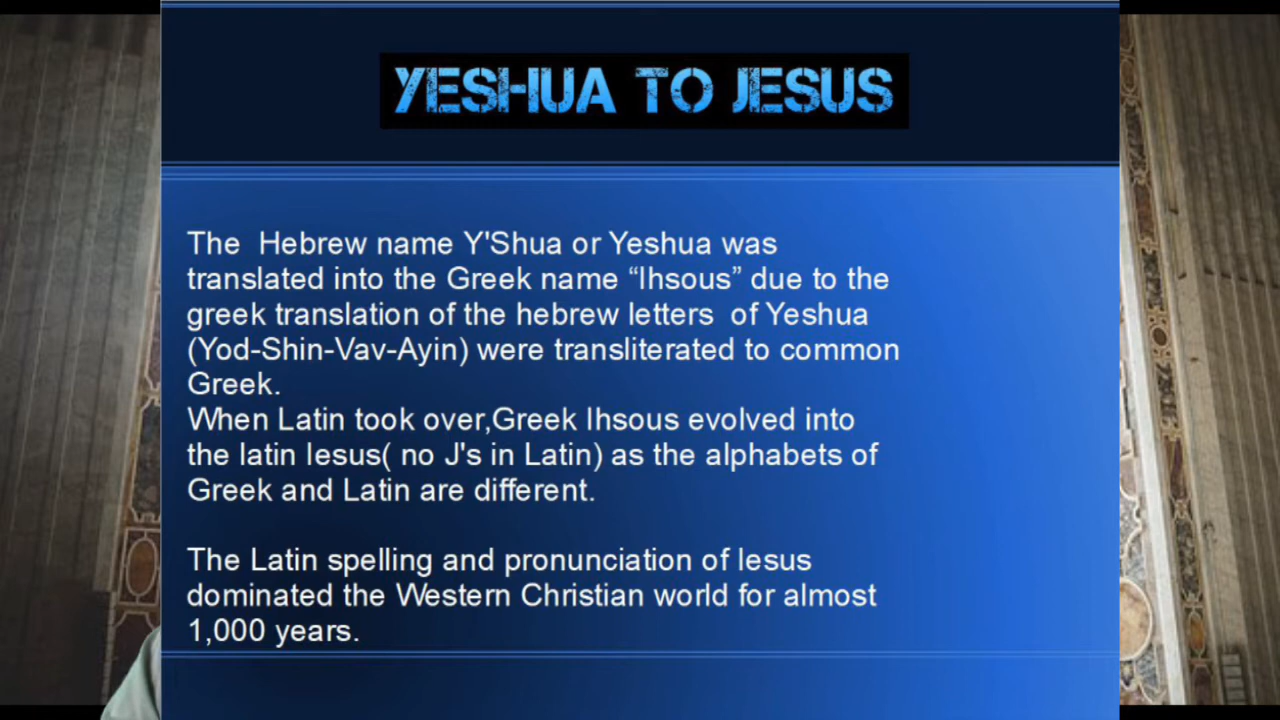 YESHUA TO JESUS
The  Hebrew name Y'Shua or Yeshua was
translated into the Greek name “Ihsous” due to the
greek translation of the hebrew letters  of Yeshua
(Yod-Shin-Vav-Ayin) were transliterated to common
Greek.
When Latin took over,Greek Ihsous evolved into
the latin Iesus( no J's in Latin) as the alphabets of
Greek and Latin are different.
The Latin spelling and pronunciation of Iesus
dominated the Western Christian world for almost
1,000 years.